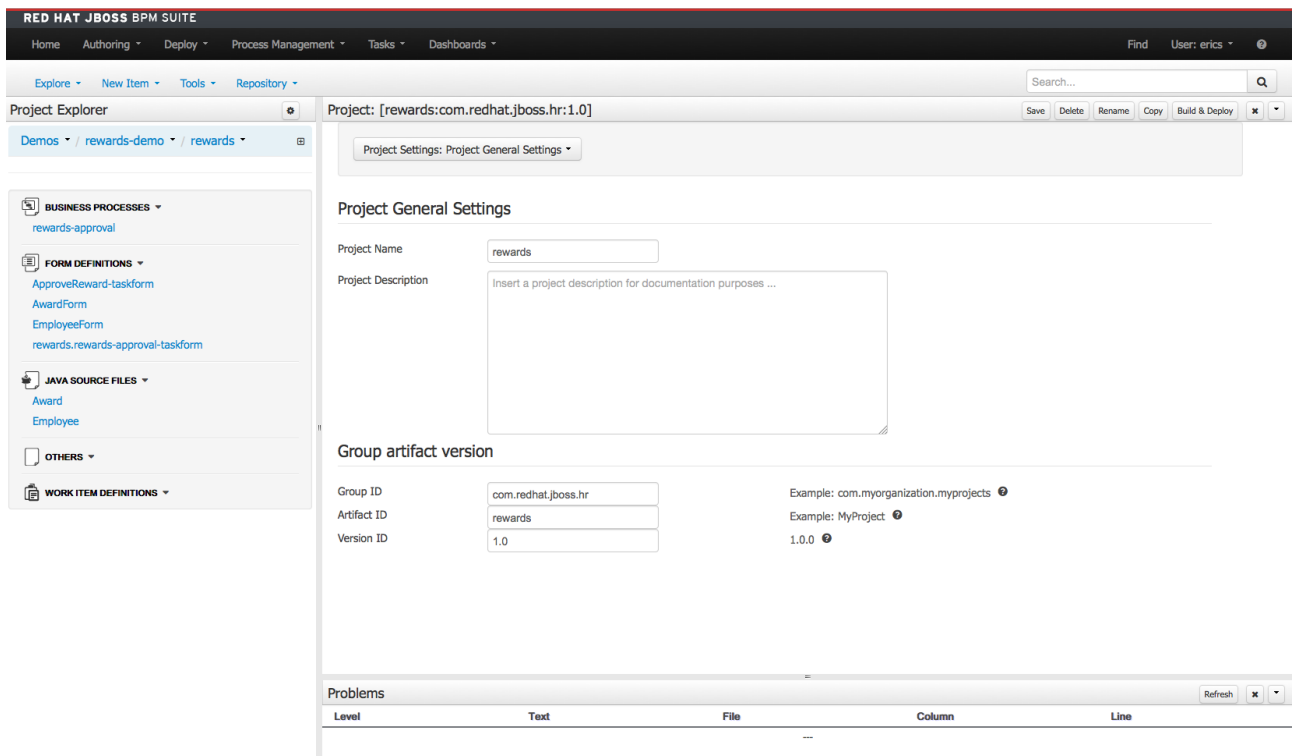 RED HAT JBOSS BPM SUITE
Home Authoring Deploy Process Management Tasks Dashboards Find User: erics
Explore New Item Tools Repository Search...
Project Explorer
Project: [rewards:com.redhat.jboss.hr:1.0] Save Delete Rename Copy Build & Deploy
Demos / rewards-demo / rewards
Project Settings: Project General Settings
BUSINESS PROCESSES
rewards-approval
FORM DEFINITIONS
ApproveReward-taskform
AwardForm
EmployeeForm
rewards.rewards-approval-taskform
JAVA SOURCE FILES
Award
Employee
OTHERS
WORK ITEM DEFINITIONS
Project General Settings
Project Name rewards
Project Description Insert a project description for documentation purposes ...
Group artifact version
Group ID com.redhat.jboss.hr Example: com.myorganization.myprojects
Artifact ID rewards Example: MyProject
Version ID 1.0 1.0.0
Problems Refresh
Level Text File Column Line
---